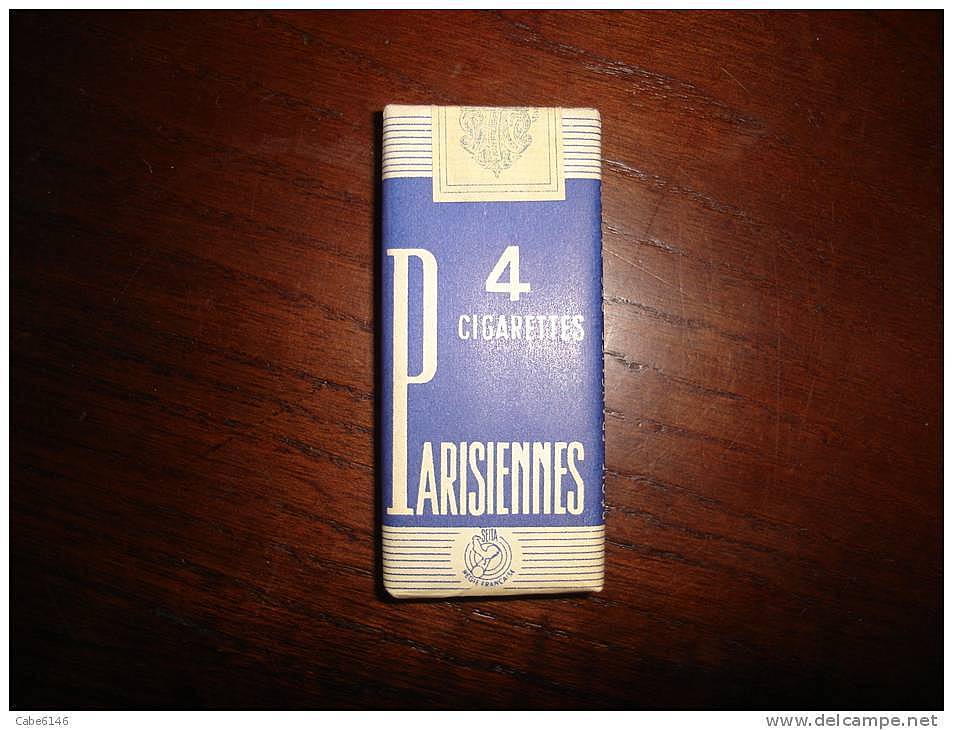 4
CIGARETTES
PARISIENNES
SEITA
RÉGIE FRANÇAISE
Cabe6146
www.delcampe.net